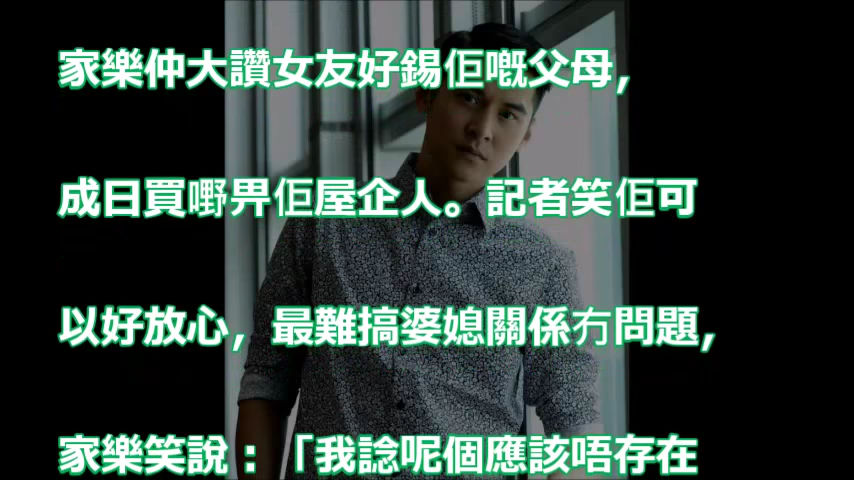 家樂仲大讚女友好錫佢嘅父母，
成日買嘢畀佢屋企人。記者笑佢可
以好放心，最難搞婆媳關係冇問題，
家樂笑說：「我諗呢個應該唔存在